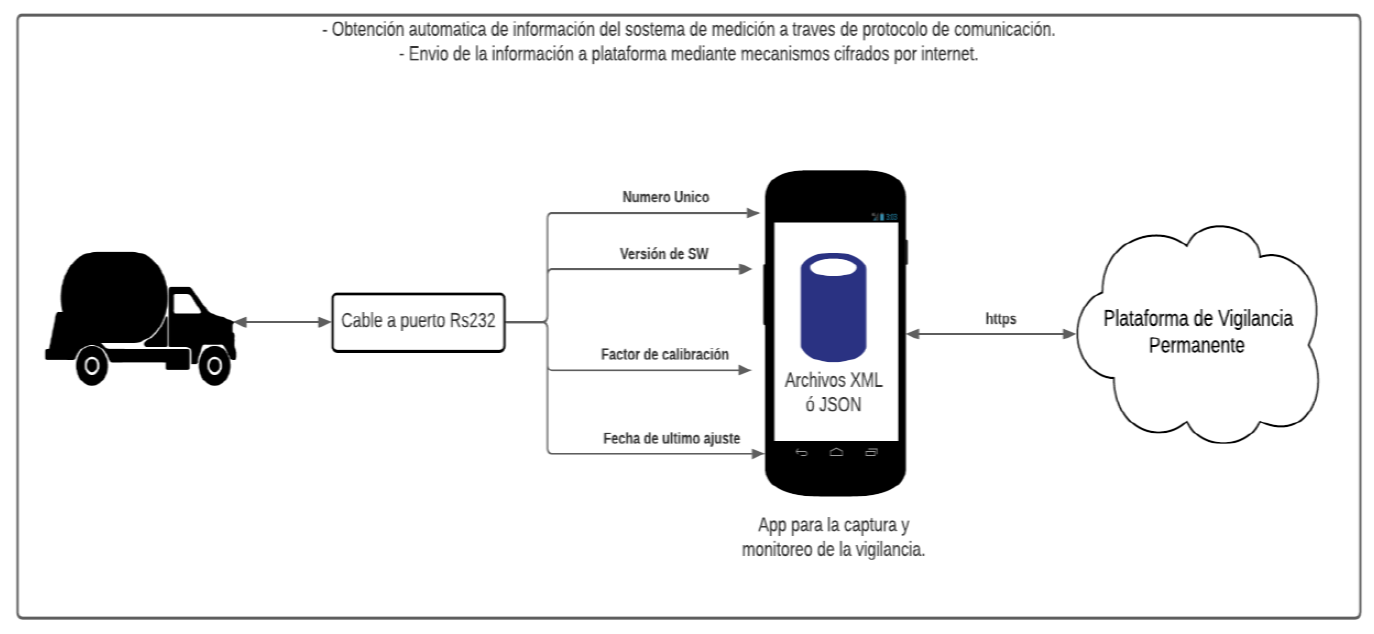 - Obtención automatica de información del sostema de medición a traves de protocolo de comunicación.
- Envio de la información a plataforma mediante mecanismos cifrados por internet.
Numero Unico
Versión de SW
Cable a puerto Rs232
Factor de calibración
Fecha de ultimo ajuste
Archivos XML
ó JSON
https
Plataforma de Vigilancia
Permanente
App para la captura y
monitoreo de la vigilancia.